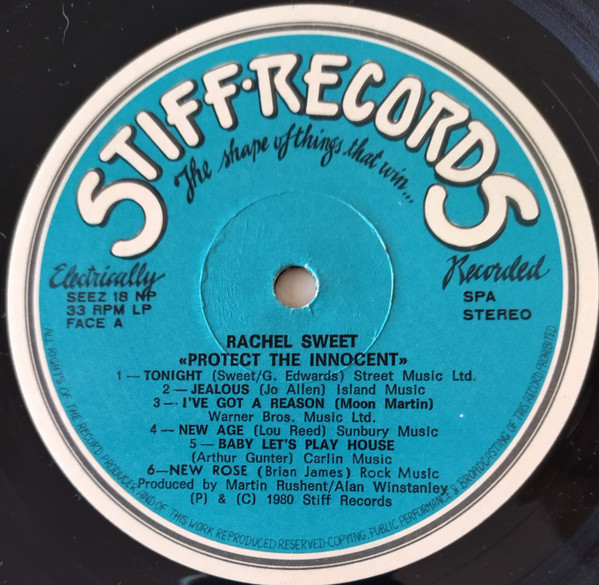 STIFF·RECORDS
The shape of things that win...
Electrically
Recorded
SEEZ 18 NP
33 RPM LP
FACE A
SPA
STEREO
RACHEL SWEET
«PROTECT THE INNOCENT»
1—TONIGHT (Sweet/G. Edwards) Street Music Ltd.
2—JEALOUS (Jo Allen) Island Music
3—I'VE GOT A REASON (Moon Martin)
Warner Bros. Music Ltd.
4—NEW AGE (Lou Reed) Sunbury Music
5—BABY LET'S PLAY HOUSE
(Arthur Gunter) Carlin Music
6—NEW ROSE (Brian James) Rock Music
Produced by Martin Rushent/Alan Winstanley
(P) & (C) 1980 Stiff Records
ALL RIGHTS OF THE RECORD PRODUCER AND OF THIS WORK REPRODUCED RESERVED-COPYING, PUBLIC PERFORMANCE & BROADCASTING OF THIS RECORD PROHIBITED